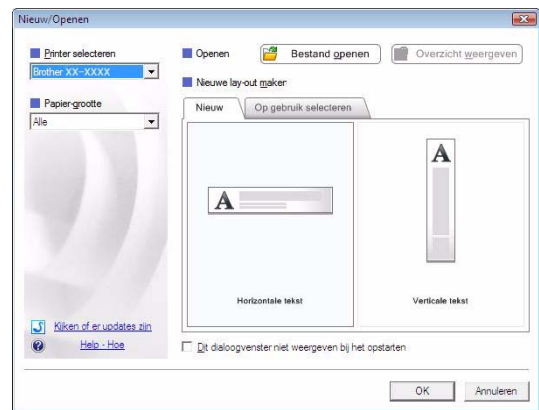 Nieuw/Openen
Printer selecteren
Brother XX-XXXX
Papier-grootte
Alle
Kijken of er updates zijn
Help - Hoe
Openen
Bestand openen
Overzicht weergeven
Nieuwe lay-out maker
Nieuw
Op gebruik selecteren
A
A
Horizontale tekst
Verticale tekst
Dit dialoogvenster niet weergeven bij het opstarten
OK
Annuleren